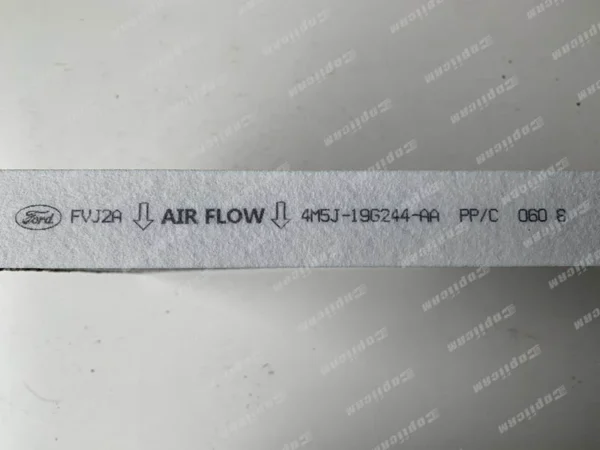 Ford FVJ2A ⇩ AIR FLOW ⇩ 4M5J-19G244-AA PP/C 060 8